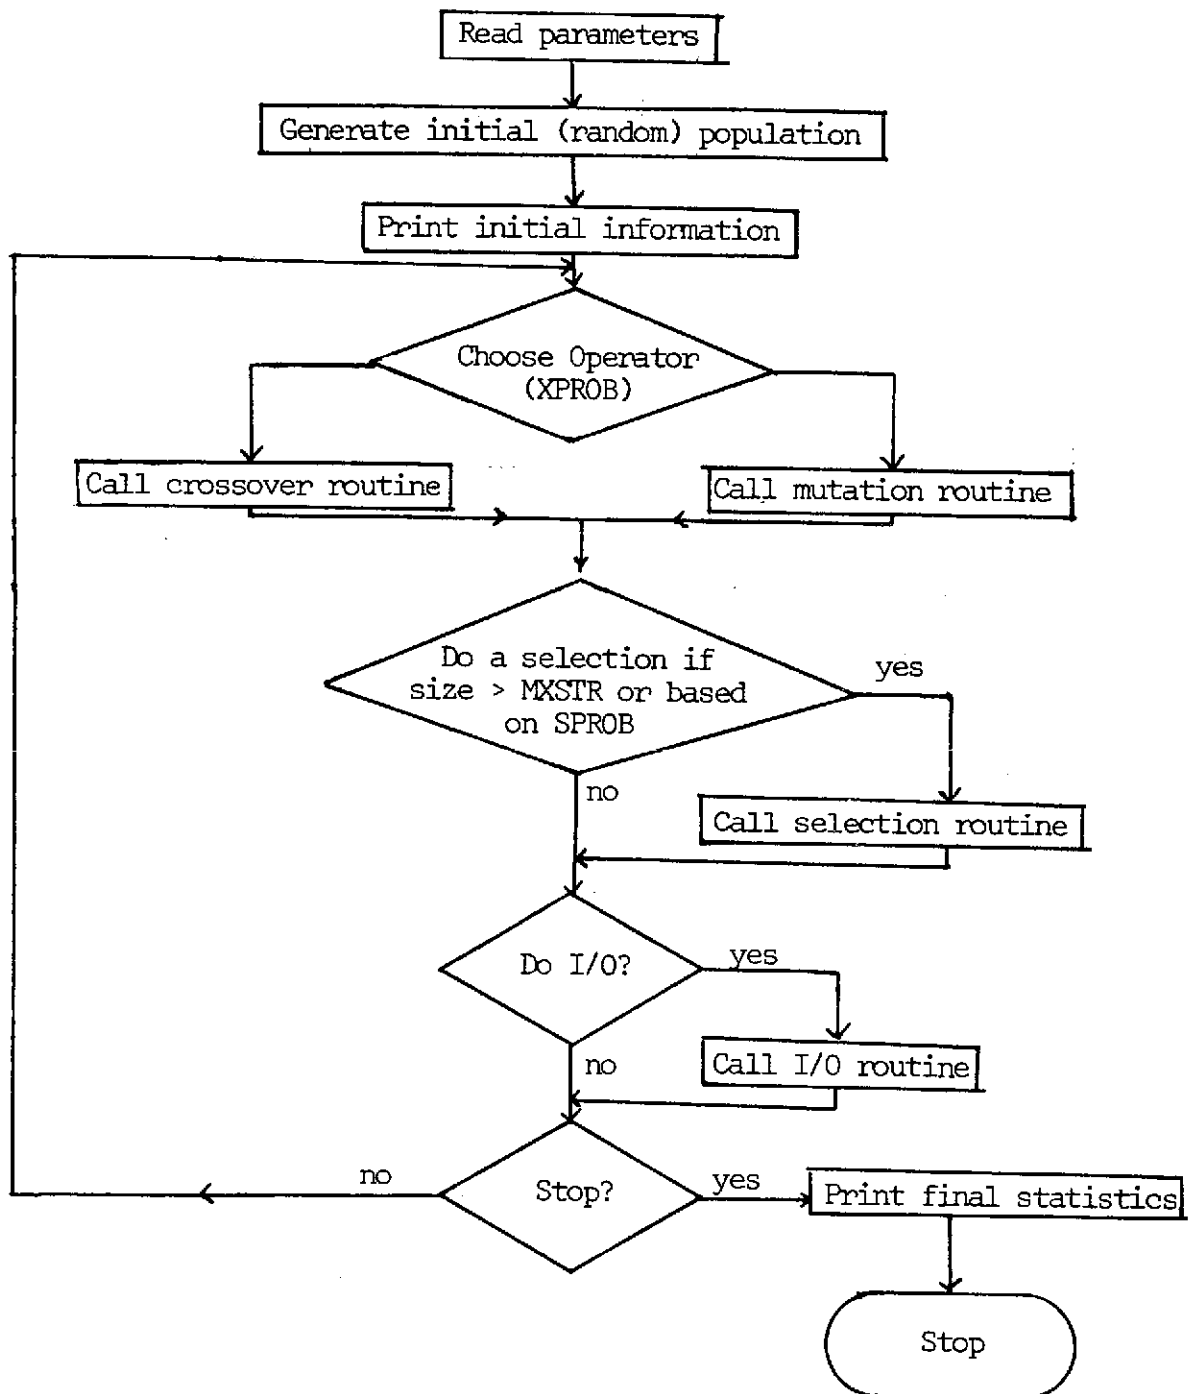 Read parameters
Generate initial (random) population
Print initial information
Choose Operator
(XPROB)
Call crossover routine
Call mutation routine
Do a selection if
size > MXSTR or based
on SPROB
yes
no
Call selection routine
Do I/O?
yes
no
Call I/O routine
Stop?
no
yes
Print final statistics
Stop